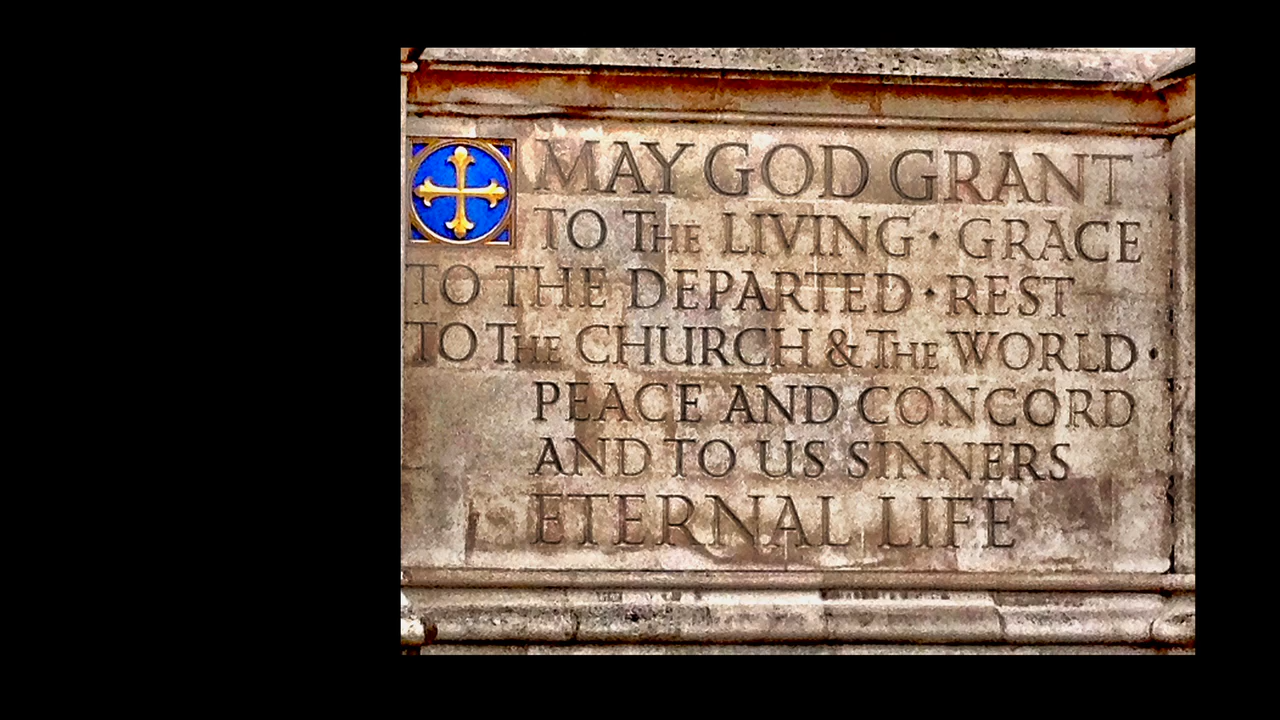 MAY GOD GRANT
TO THE LIVING · GRACE
TO THE DEPARTED · REST
TO THE CHURCH & THE WORLD ·
PEACE AND CONCORD
AND TO US SINNERS
ETERNAL LIFE